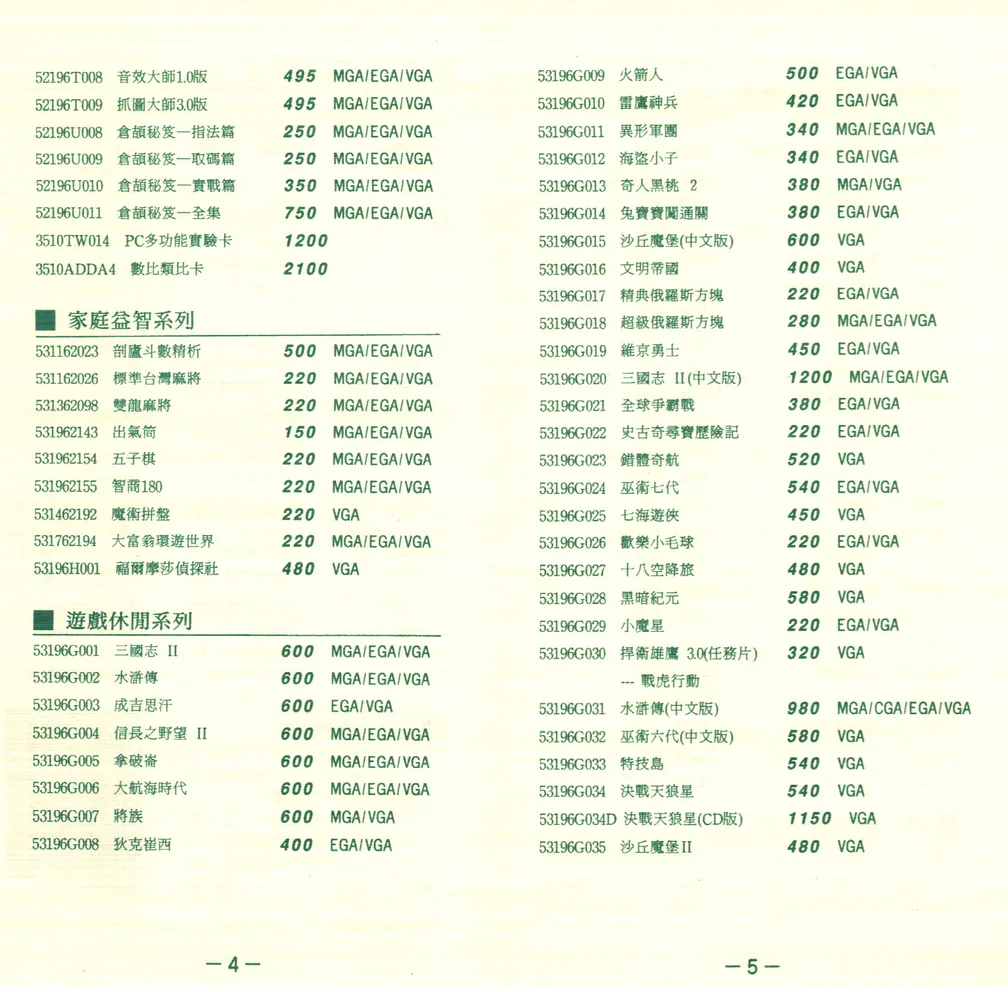 52196T008 音效大師1.0版 495 MGA/EGA/VGA
52196T009 抓圖大師3.0版 495 MGA/EGA/VGA
52196U008 倉頡秘笈—指法篇 250 MGA/EGA/VGA
52196U009 倉頡秘笈—取碼篇 250 MGA/EGA/VGA
52196U010 倉頡秘笈—實戰篇 350 MGA/EGA/VGA
52196U011 倉頡秘笈—全集 750 MGA/EGA/VGA
3510TW014 PC多功能實驗卡 1200
3510ADDA4 數比類比卡 2100
■ 家庭益智系列
531162023 剖廬斗數精析 500 MGA/EGA/VGA
531162026 標準台灣麻將 220 MGA/EGA/VGA
531362098 雙龍麻將 220 MGA/EGA/VGA
531962143 出氣筒 150 MGA/EGA/VGA
531962154 五子棋 220 MGA/EGA/VGA
531962155 智商180 220 MGA/EGA/VGA
531462192 魔術拼盤 220 VGA
531762194 大富翁環遊世界 220 MGA/EGA/VGA
53196H001 福爾摩莎偵探社 480 VGA
■ 遊戲休閒系列
53196G001 三國志 II 600 MGA/EGA/VGA
53196G002 水滸傳 600 MGA/EGA/VGA
53196G003 成吉思汗 600 EGA/VGA
53196G004 信長之野望 II 600 MGA/EGA/VGA
53196G005 拿破崙 600 MGA/EGA/VGA
53196G006 大航海時代 600 MGA/EGA/VGA
53196G007 將族 600 MGA/VGA
53196G008 狄克崔西 400 EGA/VGA
—4—
53196G009 火箭人 500 EGA/VGA
53196G010 雷鷹神兵 420 EGA/VGA
53196G011 異形軍團 340 MGA/EGA/VGA
53196G012 海盜小子 340 EGA/VGA
53196G013 奇人黑桃 2 380 MGA/VGA
53196G014 兔寶寶闖通關 380 EGA/VGA
53196G015 沙丘魔堡(中文版) 600 VGA
53196G016 文明帝國 400 VGA
53196G017 精典俄羅斯方塊 220 EGA/VGA
53196G018 超級俄羅斯方塊 280 MGA/EGA/VGA
53196G019 維京勇士 450 EGA/VGA
53196G020 三國志 II(中文版) 1200 MGA/EGA/VGA
53196G021 全球爭霸戰 380 EGA/VGA
53196G022 史古奇尋寶歷險記 220 EGA/VGA
53196G023 錯體奇航 520 VGA
53196G024 巫術七代 540 EGA/VGA
53196G025 七海遊俠 450 VGA
53196G026 歡樂小毛球 220 EGA/VGA
53196G027 十八空降旅 480 VGA
53196G028 黑暗紀元 580 VGA
53196G029 小魔星 220 EGA/VGA
53196G030 捍衛雄鷹 3.0(任務片) 320 VGA
--- 戰虎行動
53196G031 水滸傳(中文版) 980 MGA/CGA/EGA/VGA
53196G032 巫術六代(中文版) 580 VGA
53196G033 特技島 540 VGA
53196G034 決戰天狼星 540 VGA
53196G034D 決戰天狼星(CD版) 1150 VGA
53196G035 沙丘魔堡II 480 VGA
—5—